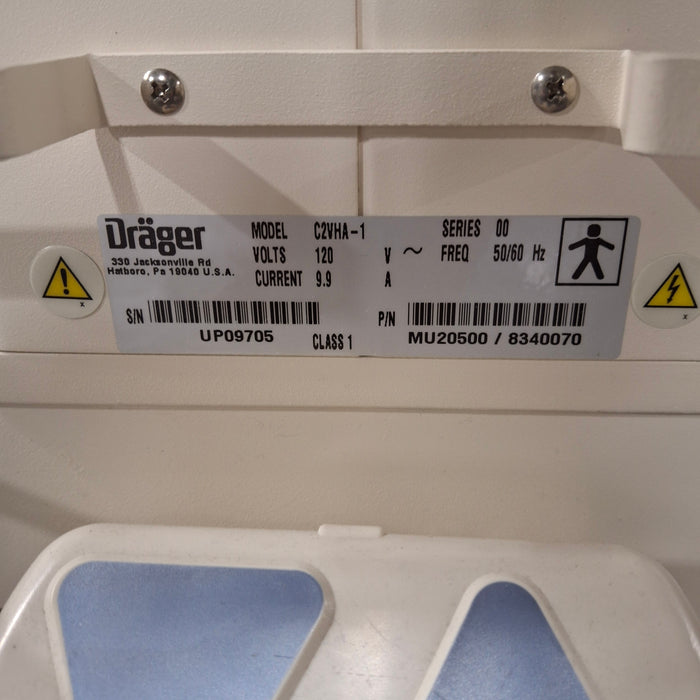 Dräger
330 Jacksonville Rd
Hatboro, Pa 19040 U.S.A.
MODEL C2VHA-1 SERIES 00
VOLTS 120 V ~ FREQ 50/60 Hz
CURRENT 9.9 A
S/N UP09705
CLASS 1
P/N MU20500 / 8340070
x
x